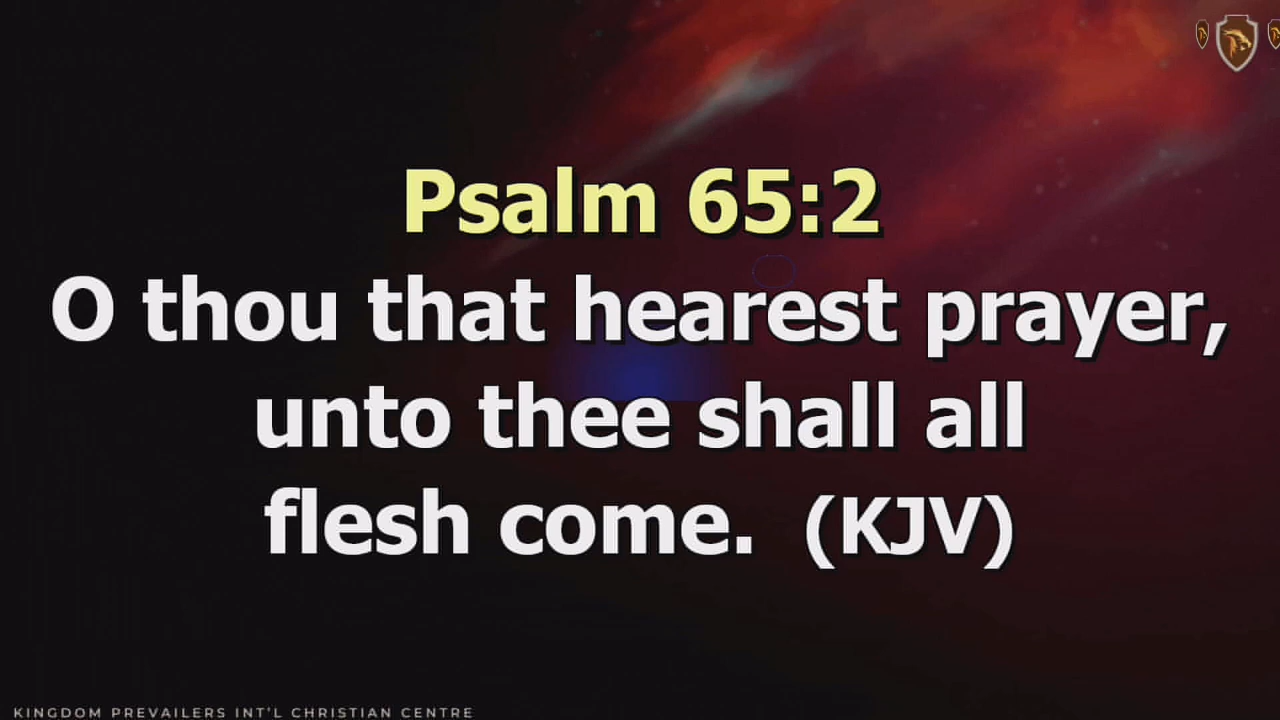 Psalm 65:2
O thou that hearest prayer,
unto thee shall all
flesh come.  (KJV)
KINGDOM PREVAILERS INT'L CHRISTIAN CENTRE